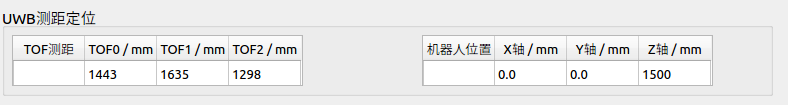 UWB测距定位
TOF测距 TOF0 / mm TOF1 / mm TOF2 / mm 机器人位置 X轴 / mm Y轴 / mm Z轴 / mm
1443 1635 1298 0.0 0.0 1500